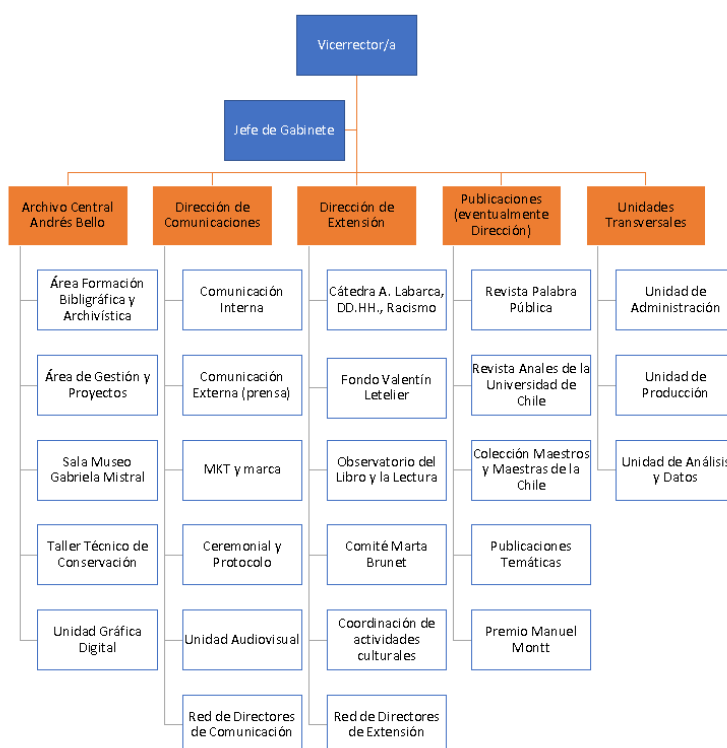 Vicerrector/a
Jefe de Gabinete
Archivo Central
Andrés Bello
Dirección de
Comunicaciones
Dirección de
Extensión
Publicaciones
(eventualmente
Dirección)
Unidades
Transversales
Área Formación
Bibligráfica y
Archivística
Área de Gestión y
Proyectos
Sala Museo
Gabriela Mistral
Taller Técnico de
Conservación
Unidad Gráfica
Digital
Comunicación
Interna
Comunicación
Externa (prensa)
MKT y marca
Ceremonial y
Protocolo
Unidad Audiovisual
Red de Directores
de Comunicación
Cátedra A. Labarca,
DD.HH., Racismo
Fondo Valentín
Letelier
Observatorio del
Libro y la Lectura
Comité Marta
Brunet
Coordinación de
actividades
culturales
Red de Directores
de Extensión
Revista Palabra
Pública
Revista Anales de la
Universidad de
Chile
Colección Maestros
y Maestras de la
Chile
Publicaciones
Temáticas
Premio Manuel
Montt
Unidad de
Administración
Unidad de
Producción
Unidad de Análisis
y Datos